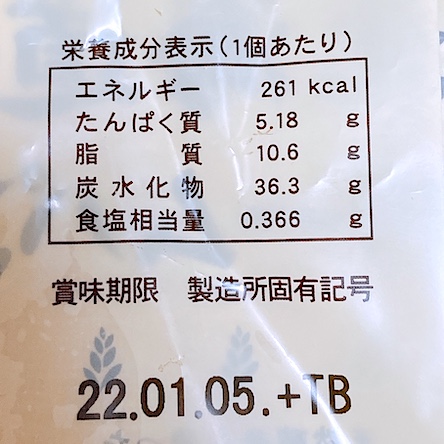 栄養成分表示(1個あたり)
エネルギー 261 kcal
たんぱく質 5.18 g
脂質 10.6 g
炭水化物 36.3 g
食塩相当量 0.366 g
賞味期限 製造所固有記号
22.01.05.+TB